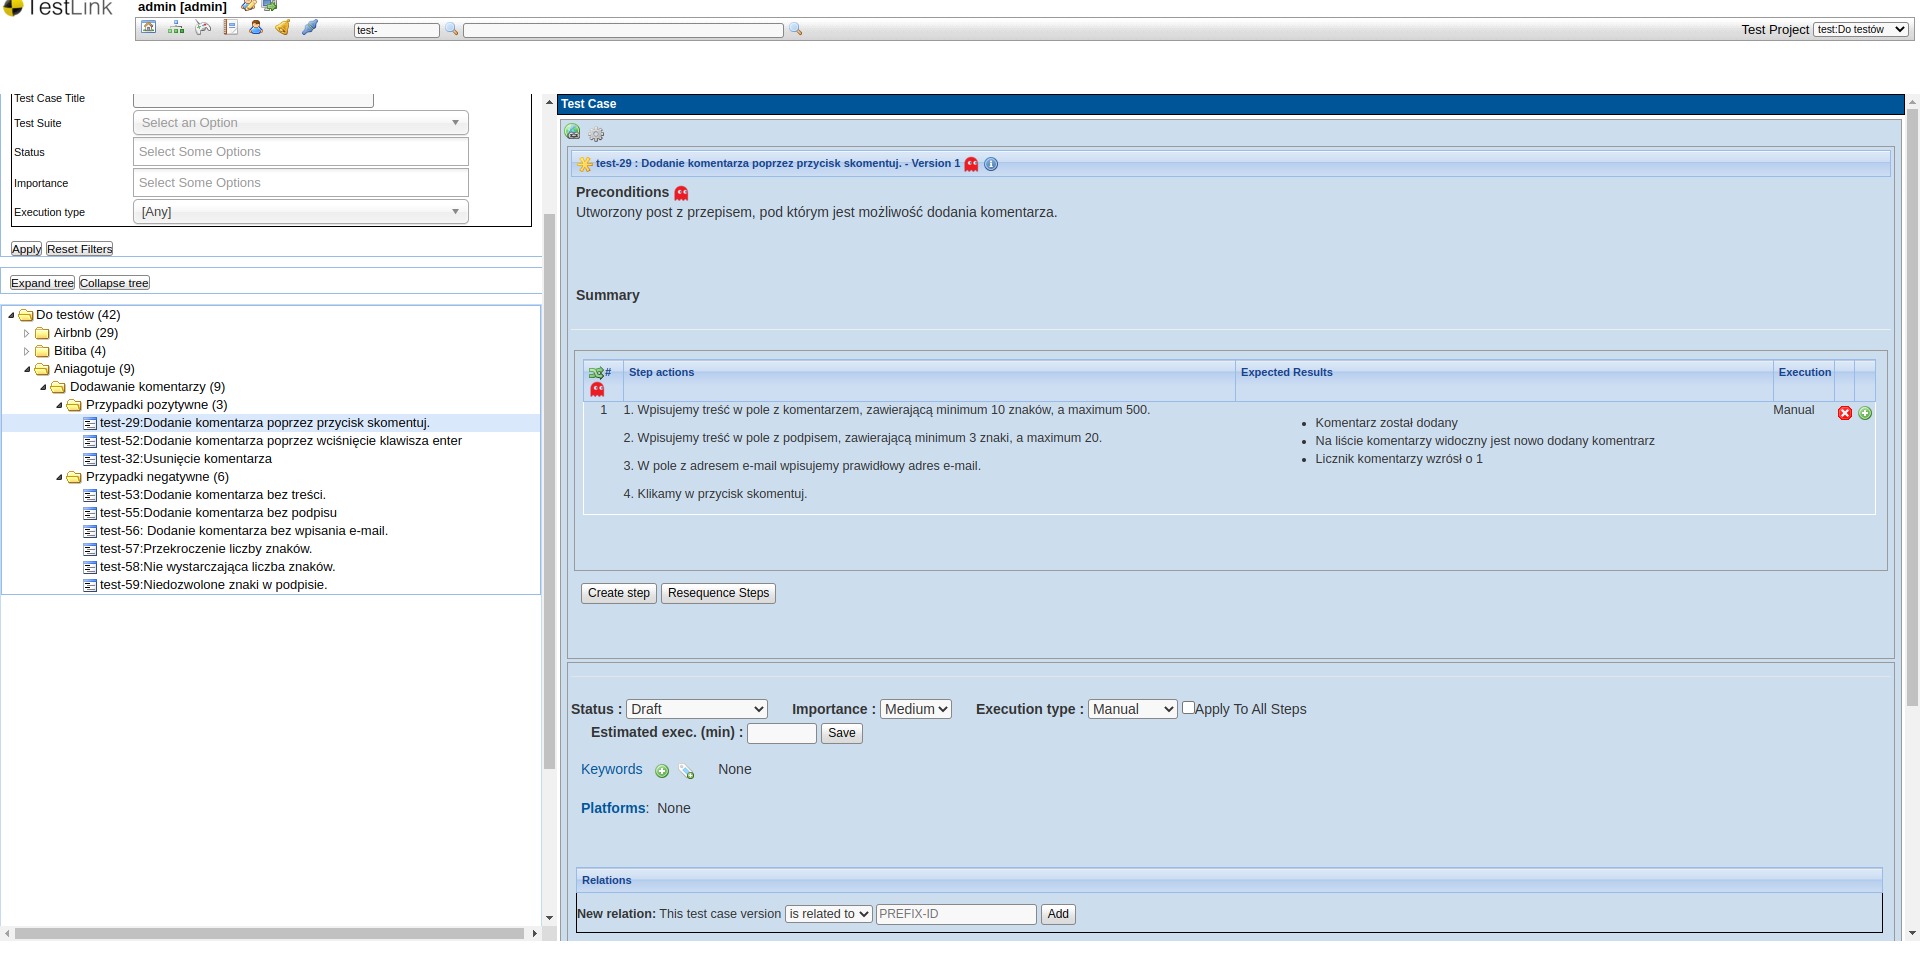 TestLink
admin [admin]
test-
Test Project test:Do testów
Test Case Title
Test Suite Select an Option
Status Select Some Options
Importance Select Some Options
Execution type [Any]
Apply Reset Filters
Expand tree Collapse tree
Do testów (42)
Airbnb (29)
Bitiba (4)
Aniagotuje (9)
Dodawanie komentarzy (9)
Przypadki pozytywne (3)
test-29:Dodanie komentarza poprzez przycisk skomentuj.
test-52:Dodanie komentarza poprzez wciśnięcie klawisza enter
test-32:Usunięcie komentarza
Przypadki negatywne (6)
test-53:Dodanie komentarza bez treści.
test-55:Dodanie komentarza bez podpisu
test-56: Dodanie komentarza bez wpisania e-mail.
test-57:Przekroczenie liczby znaków.
test-58:Nie wystarczająca liczba znaków.
test-59:Niedozwolone znaki w podpisie.
Test Case
test-29 : Dodanie komentarza poprzez przycisk skomentuj. - Version 1
Preconditions
Utworzony post z przepisem, pod którym jest możliwość dodania komentarza.
Summary
# Step actions Expected Results Execution
1 1. Wpisujemy treść w pole z komentarzem, zawierającą minimum 10 znaków, a maximum 500. Manual
2. Wpisujemy treść w pole z podpisem, zawierającą minimum 3 znaki, a maximum 20.
3. W pole z adresem e-mail wpisujemy prawidłowy adres e-mail.
4. Klikamy w przycisk skomentuj.
• Komentarz został dodany
• Na liście komentarzy widoczny jest nowo dodany komentrarz
• Licznik komentarzy wzrósł o 1
Create step Resequence Steps
Status : Draft Importance : Medium Execution type : Manual Apply To All Steps
Estimated exec. (min) : Save
Keywords None
Platforms: None
Relations
New relation: This test case version is related to PREFIX-ID Add